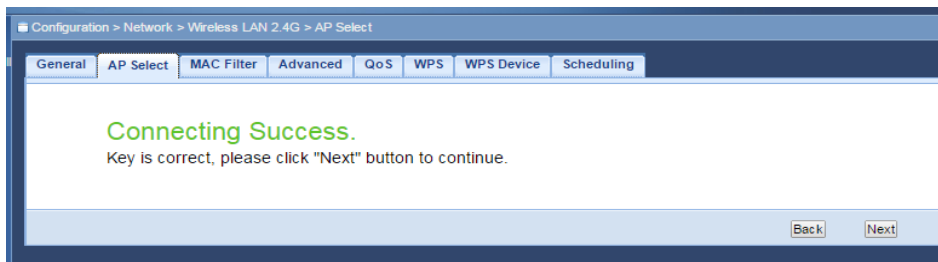 Configuration > Network > Wireless LAN 2.4G > AP Select
General AP Select MAC Filter Advanced QoS WPS WPS Device Scheduling
Connecting Success.
Key is correct, please click "Next" button to continue.
Back Next